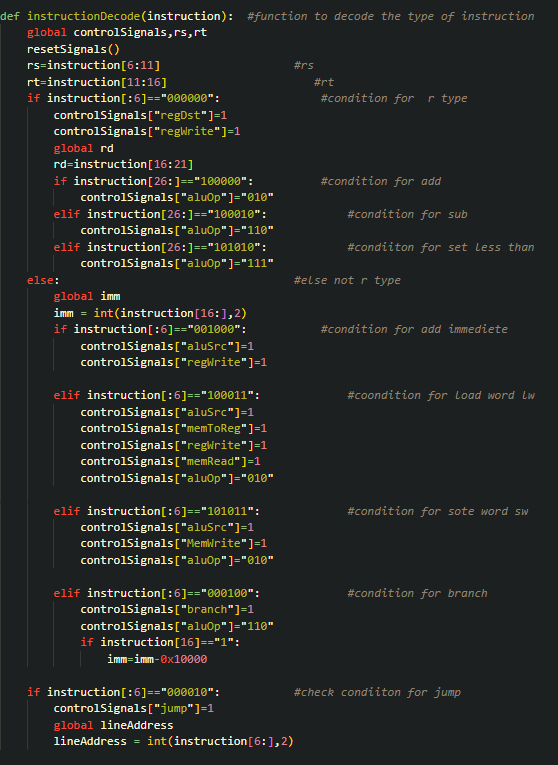 def instructionDecode(instruction):  #function to decode the type of instruction
    global controlSignals,rs,rt
    resetSignals()
    rs=instruction[6:11]                    #rs
    rt=instruction[11:16]                      #rt
    if instruction[:6]=="000000":               #condition for  r type
        controlSignals["regDst"]=1
        controlSignals["regWrite"]=1
        global rd
        rd=instruction[16:21]
        if instruction[26:]=="100000":          #condition for add
            controlSignals["aluOp"]="010"
        elif instruction[26:]=="100010":            #condition for sub
            controlSignals["aluOp"]="110"
        elif instruction[26:]=="101010":            #condiiton for set less than
            controlSignals["aluOp"]="111"
    else:                                   #else not r type
        global imm
        imm = int(instruction[16:],2)
        if instruction[:6]=="001000":           #condition for add immediete
            controlSignals["aluSrc"]=1
            controlSignals["regWrite"]=1

        elif instruction[:6]=="100011":             #coondition for load word lw
            controlSignals["aluSrc"]=1
            controlSignals["memToReg"]=1
            controlSignals["regWrite"]=1
            controlSignals["memRead"]=1
            controlSignals["aluOp"]="010"

        elif instruction[:6]=="101011":             #condition for sote word sw
            controlSignals["aluSrc"]=1
            controlSignals["MemWrite"]=1
            controlSignals["aluOp"]="010"

        elif instruction[:6]=="000100":             #condition for branch
            controlSignals["branch"]=1
            controlSignals["aluOp"]="110"
            if instruction[16]=="1":
                imm=imm-0x10000

    if instruction[:6]=="000010":           #check condiiton for jump
        controlSignals["jump"]=1
        global lineAddress
        lineAddress = int(instruction[6:],2)